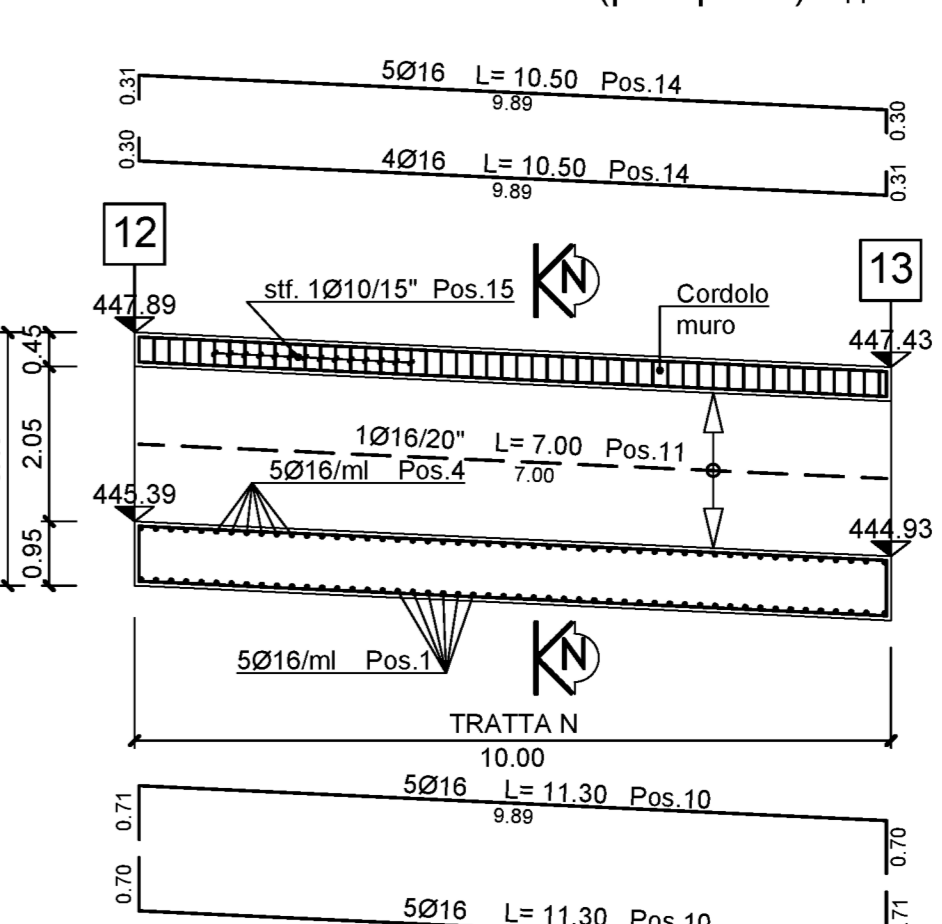 5Ø16 L= 10.50 Pos.14
0.31
9.89
0.30
4Ø16 L= 10.50 Pos.14
0.30
9.89
0.31
12
13
N
stf. 1Ø10/15" Pos.15
Cordolo
muro
447.89
447.43
0.45
2.05
0.95
1Ø16/20" L= 7.00 Pos.11
7.00
5Ø16/ml Pos.4
445.39
444.93
5Ø16/ml Pos.1
N
TRATTA N
10.00
5Ø16 L= 11.30 Pos.10
0.71
9.89
0.70
0.70
5Ø16 L= 11.30 Pos.10